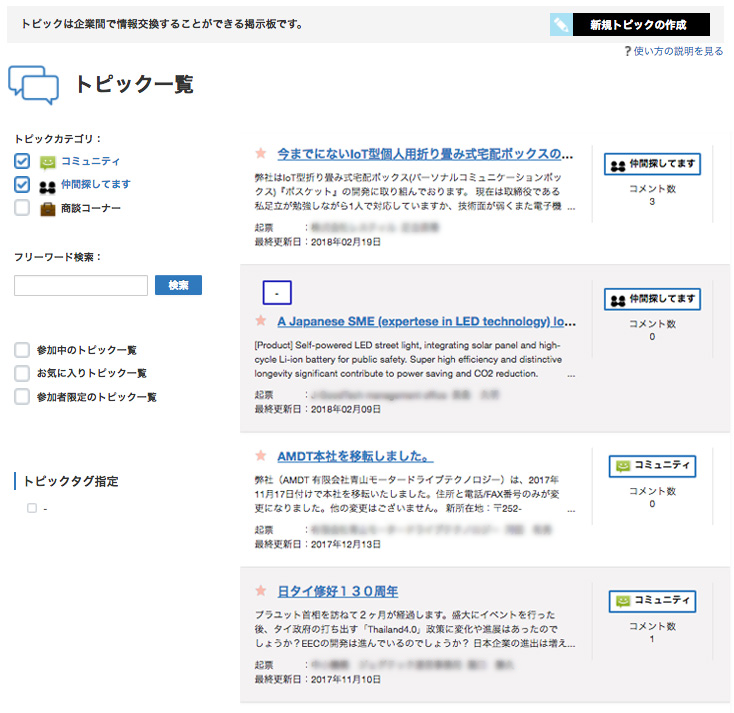 トピックは企業間で情報交換することができる掲示板です。
新規トピックの作成
?使い方の説明を見る
トピック一覧
トピックカテゴリ：
コミュニティ
仲間探してます
商談コーナー
フリーワード検索：
検索
参加中のトピック一覧
お気に入りトピック一覧
参加者限定のトピック一覧
トピックタグ指定
-
今までにないIoT型個人用折り畳み式宅配ボックスの...
弊社はIoT型折り畳み式宅配ボックス(パーソナルコミュニケーションボッ
クス)『ポスケット』の開発に取り組んでおります。 現在は取締役である
私足立が勉強しながら1人で対応していますか、技術面が弱くまた電子機 ...
起票 :
最終更新日：2018年02月19日
仲間探してます
コメント数
3
-
A Japanese SME (expertese in LED technology) lo...
[Product] Self-powered LED street light, integrating solar panel and high-
cycle Li-ion battery for public safety. Super high efficiency and distinctive
longevity significant contribute to power saving and CO2 reduction. ...
起票 :
最終更新日：2018年02月09日
仲間探してます
コメント数
0
AMDT本社を移転しました。
弊社（AMDT 有限会社青山モータードライブテクノロジー）は、2017年
11月17日付けで本社を移転いたしました。住所と電話/FAX番号のみが変
更になりました。他の変更はございません。 新所在地：〒252- ...
起票 :
最終更新日：2017年12月13日
コミュニティ
コメント数
0
日タイ修好１３０周年
プラユット首相を訪ねて２ヶ月が経過します。盛大にイベントを行った
後、タイ政府の打ち出す「Thailand4.0」政策に変化や進展はあったので
しょうか？EECの開発は進んでいるのでしょうか？ 日本企業の進出は増え...
起票 :
最終更新日：2017年11月10日
コミュニティ
コメント数
1